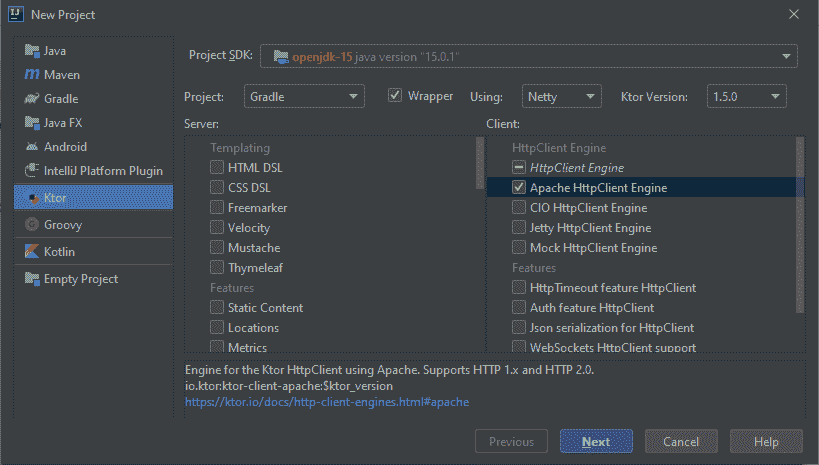 New Project
Java
Maven
Gradle
Java FX
Android
IntelliJ Platform Plugin
Ktor
Groovy
Kotlin
Empty Project
Project SDK: openjdk-15 java version "15.0.1"
Project: Gradle Wrapper Using: Netty Ktor Version: 1.5.0
Server:
Templating
HTML DSL
CSS DSL
Freemarker
Velocity
Mustache
Thymeleaf
Features
Static Content
Locations
Metrics
Client:
HttpClient Engine
HttpClient Engine
Apache HttpClient Engine
CIO HttpClient Engine
Jetty HttpClient Engine
Mock HttpClient Engine
Features
HttpTimeout feature HttpClient
Auth feature HttpClient
Json serialization for HttpClient
WebSockets HttpClient support
Engine for the Ktor HttpClient using Apache. Supports HTTP 1.x and HTTP 2.0.
io.ktor:ktor-client-apache:$ktor_version
https://ktor.io/docs/http-client-engines.html#apache
Previous Next Cancel Help